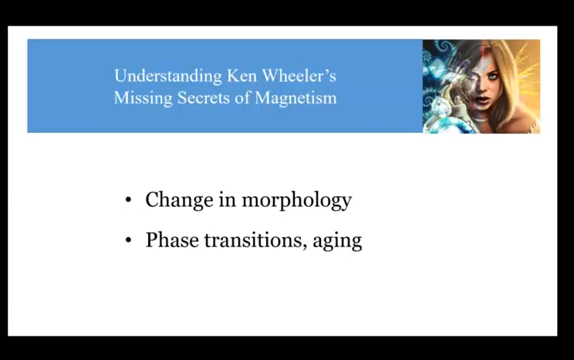 Understanding Ken Wheeler's
Missing Secrets of Magnetism
• Change in morphology
• Phase transitions, aging